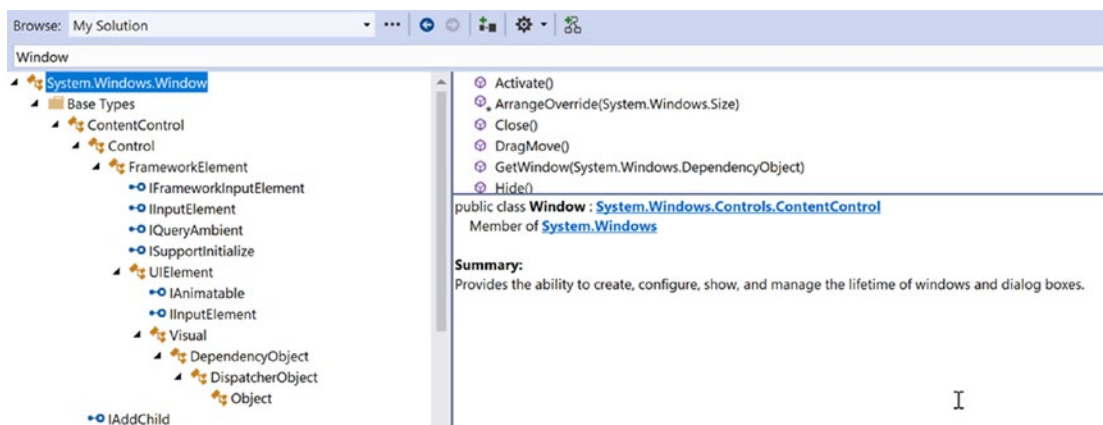 Browse: My Solution
Window
System.Windows.Window
Base Types
ContentControl
Control
FrameworkElement
IFrameworkInputElement
IInputElement
IQueryAmbient
ISupportInitialize
UIElement
IAnimatable
IInputElement
Visual
DependencyObject
DispatcherObject
Object
IAddChild
Activate()
ArrangeOverride(System.Windows.Size)
Close()
DragMove()
GetWindow(System.Windows.DependencyObject)
Hide()
public class Window : System.Windows.Controls.ContentControl
Member of System.Windows
Summary:
Provides the ability to create, configure, show, and manage the lifetime of windows and dialog boxes.